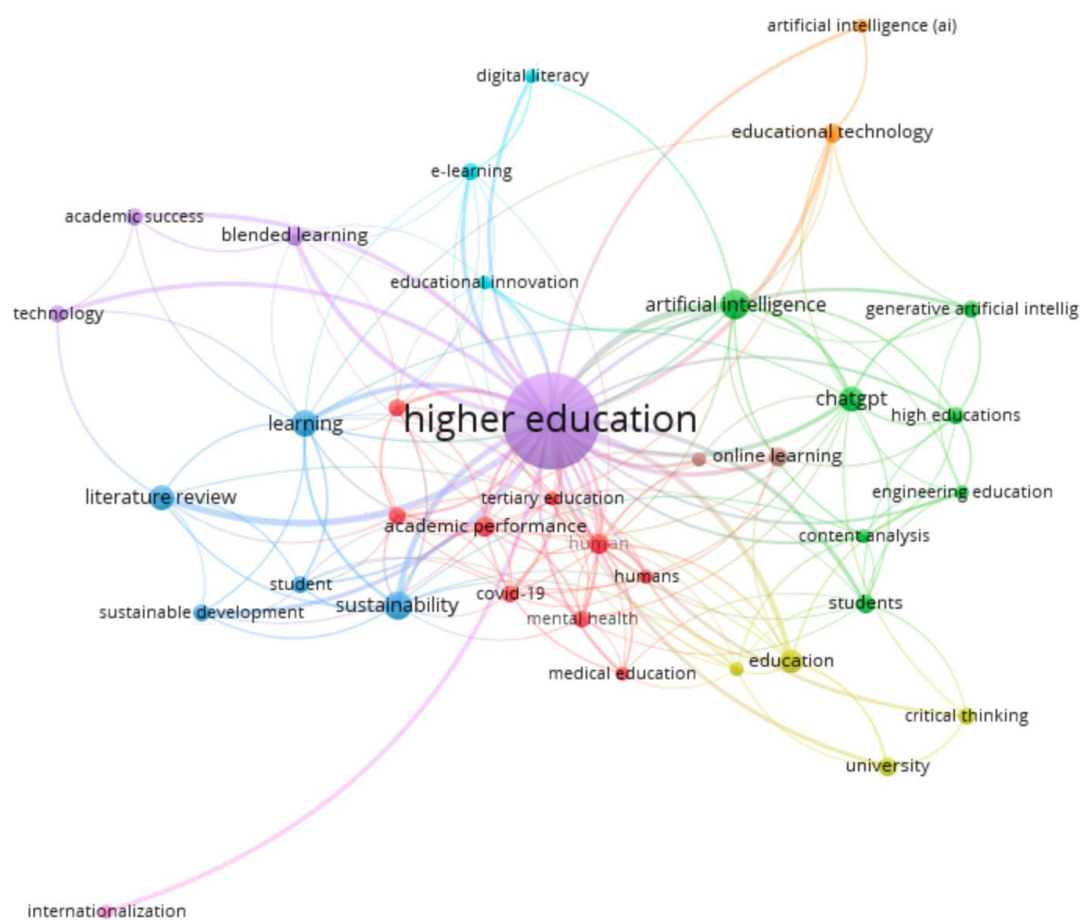 artificial intelligence (ai)
digital literacy
educational technology
e-learning
academic success
blended learning
educational innovation
technology
artificial intelligence
generative artificial intellig
chatgpt
high educations
higher education
learning
online learning
literature review
tertiary education
engineering education
academic performance
content analysis
human
student
humans
covid-19
sustainable development
sustainability
students
mental health
education
medical education
critical thinking
university
internationalization